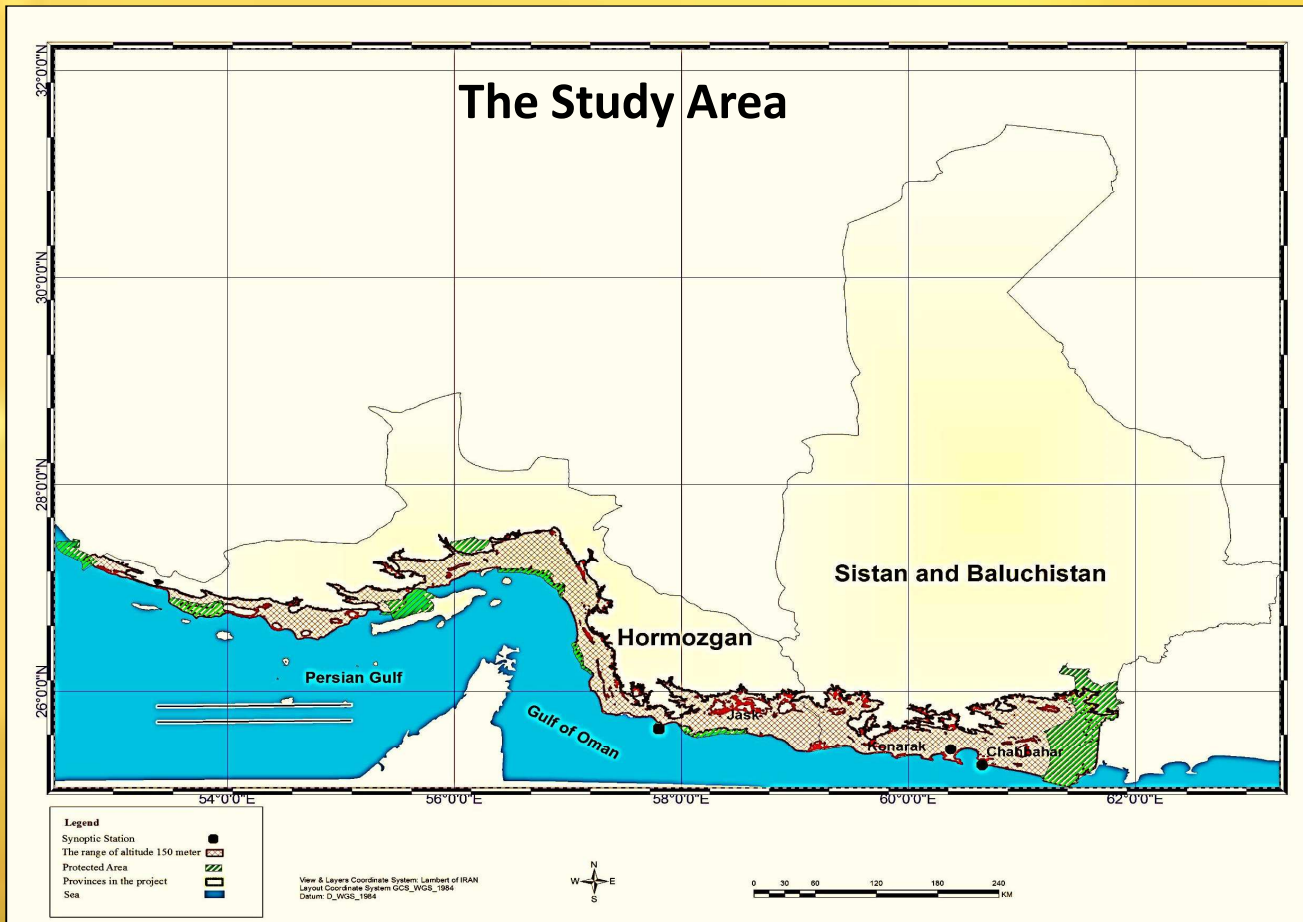 The Study Area
32°0'0"N
30°0'0"N
28°0'0"N
26°0'0"N
Sistan and Baluchistan
Hormozgan
Persian Gulf
Gulf of Oman
Jask
Konarak
Chahbahar
54°0'0"E
56°0'0"E
58°0'0"E
60°0'0"E
62°0'0"E
Legend
Synoptic Station
The range of altitude 150 meter
Protected Area
Provinces in the project
Sea
View & Layers Coordinate System: Lambert of IRAN
Layout Coordinate System GCS_WGS_1984
Datum: D_WGS_1984
N
W E
S
0 30 60 120 180 240
KM